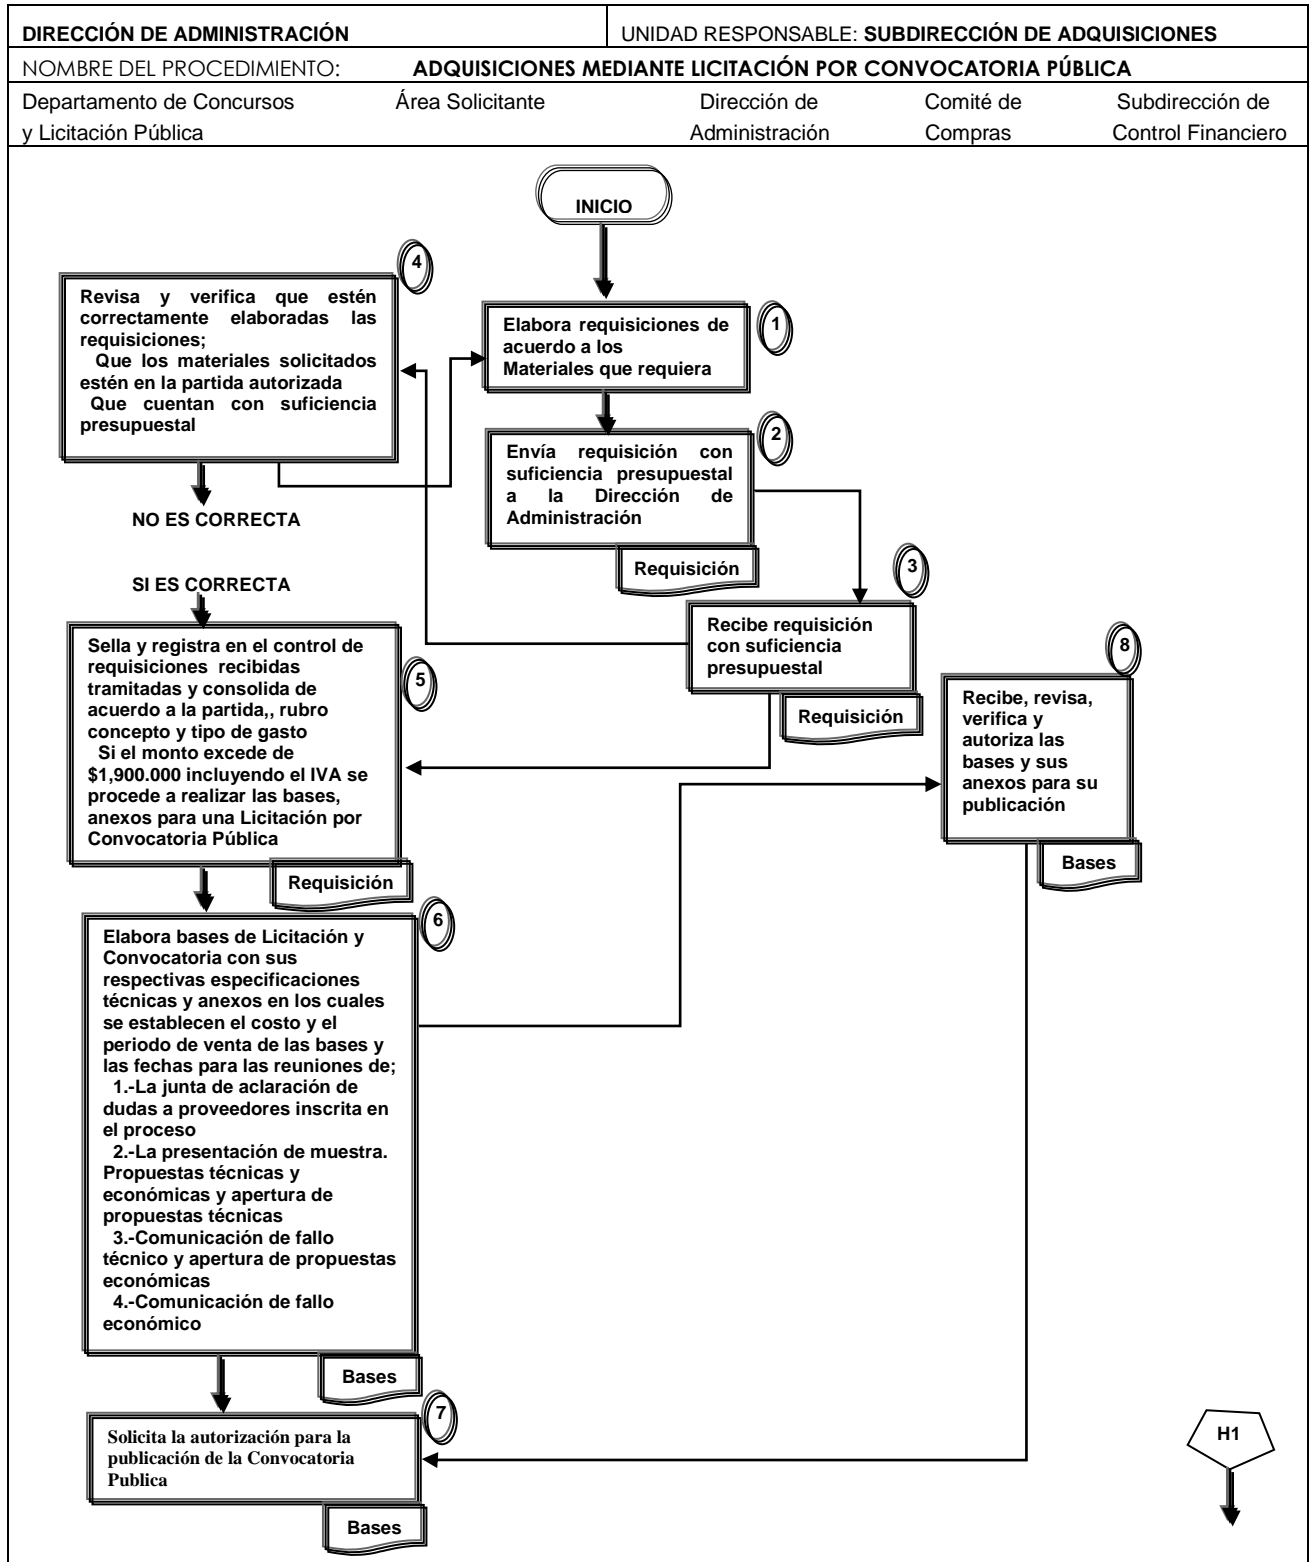 DIRECCIÓN DE ADMINISTRACIÓN
UNIDAD RESPONSABLE: SUBDIRECCIÓN DE ADQUISICIONES
NOMBRE DEL PROCEDIMIENTO: ADQUISICIONES MEDIANTE LICITACIÓN POR CONVOCATORIA PÚBLICA
Departamento de Concursos
y Licitación Pública
Área Solicitante
Dirección de
Administración
Comité de
Compras
Subdirección de
Control Financiero
INICIO
4
Revisa y verifica que estén
correctamente elaboradas las
requisiciones;
Que los materiales solicitados
estén en la partida autorizada
Que cuentan con suficiencia
presupuestal
1
Elabora requisiciones de
acuerdo a los
Materiales que requiera
2
Envía requisición con
suficiencia presupuestal
a la Dirección de
Administración
Requisición
NO ES CORRECTA
SI ES CORRECTA
3
Recibe requisición
con suficiencia
presupuestal
Requisición
5
Sella y registra en el control de
requisiciones recibidas
tramitadas y consolida de
acuerdo a la partida,, rubro
concepto y tipo de gasto
Si el monto excede de
$1,900.000 incluyendo el IVA se
procede a realizar las bases,
anexos para una Licitación por
Convocatoria Pública
Requisición
8
Recibe, revisa,
verifica y
autoriza las
bases y sus
anexos para su
publicación
Bases
6
Elabora bases de Licitación y
Convocatoria con sus
respectivas especificaciones
técnicas y anexos en los cuales
se establecen el costo y el
periodo de venta de las bases y
las fechas para las reuniones de;
1.-La junta de aclaración de
dudas a proveedores inscrita en
el proceso
2.-La presentación de muestra.
Propuestas técnicas y
económicas y apertura de
propuestas técnicas
3.-Comunicación de fallo
técnico y apertura de propuestas
económicas
4.-Comunicación de fallo
económico
Bases
7
Solicita la autorización para la
publicación de la Convocatoria
Publica
Bases
H1